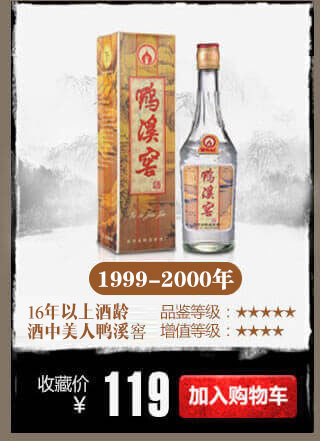 鸭溪窖
鸭溪窖
1999-2000年
16年以上酒龄 品鉴等级：★★★★★
酒中美人鸭溪窖 增值等级：★★★★
收藏价
¥ 119 加入购物车